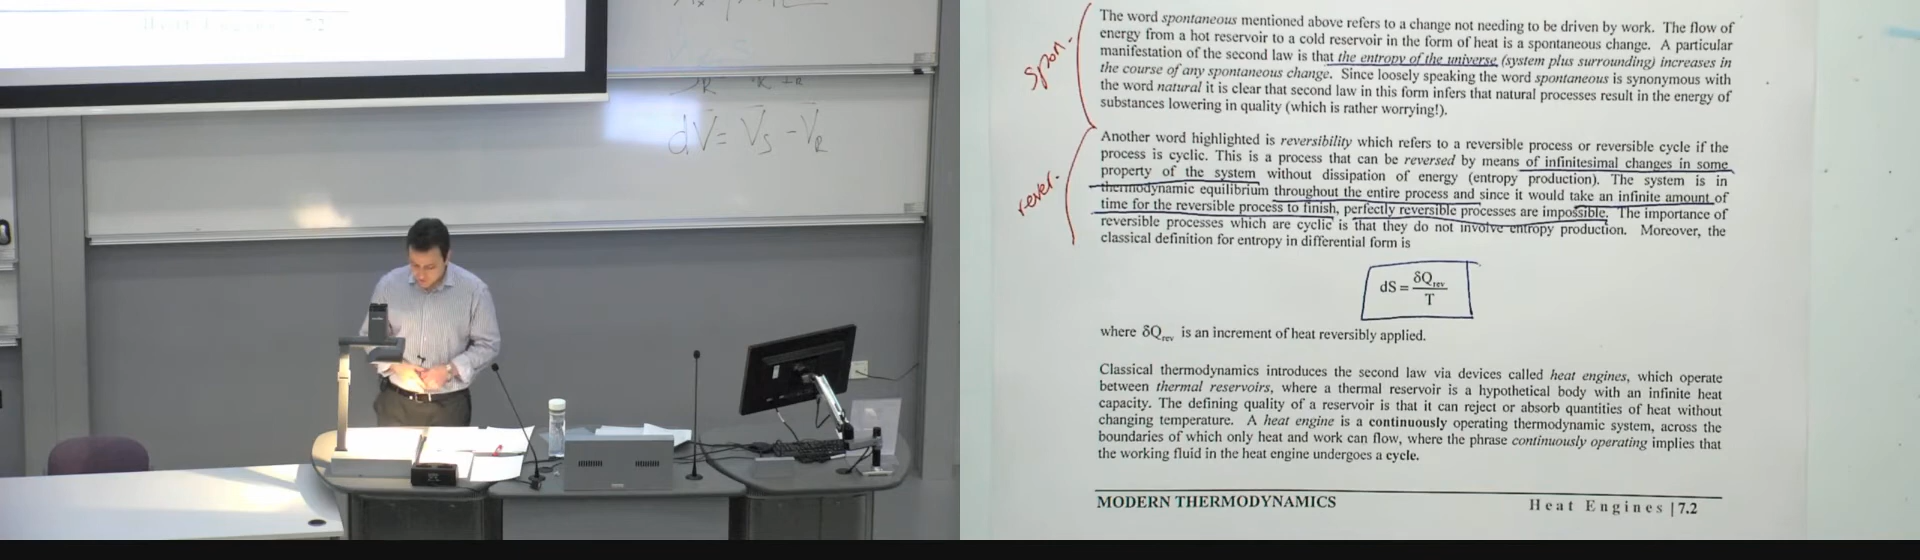 dV = V_S - V_R
spon.
The word spontaneous mentioned above refers to a change not needing to be driven by work. The flow of
energy from a hot reservoir to a cold reservoir in the form of heat is a spontaneous change. A particular
manifestation of the second law is that the entropy of the universe (system plus surrounding) increases in
the course of any spontaneous change. Since loosely speaking the word spontaneous is synonymous with
the word natural it is clear that second law in this form infers that natural processes result in the energy of
substances lowering in quality (which is rather worrying!).
rever.
Another word highlighted is reversibility which refers to a reversible process or reversible cycle if the
process is cyclic. This is a process that can be reversed by means of infinitesimal changes in some
property of the system without dissipation of energy (entropy production). The system is in
thermodynamic equilibrium throughout the entire process and since it would take an infinite amount of
time for the reversible process to finish, perfectly reversible processes are impossible. The importance of
reversible processes which are cyclic is that they do not involve entropy production. Moreover, the
classical definition for entropy in differential form is
dS = δQrev / T
where δQrev is an increment of heat reversibly applied.
Classical thermodynamics introduces the second law via devices called heat engines, which operate
between thermal reservoirs, where a thermal reservoir is a hypothetical body with an infinite heat
capacity. The defining quality of a reservoir is that it can reject or absorb quantities of heat without
changing temperature. A heat engine is a continuously operating thermodynamic system, across the
boundaries of which only heat and work can flow, where the phrase continuously operating implies that
the working fluid in the heat engine undergoes a cycle.
MODERN THERMODYNAMICS
Heat Engines | 7.2